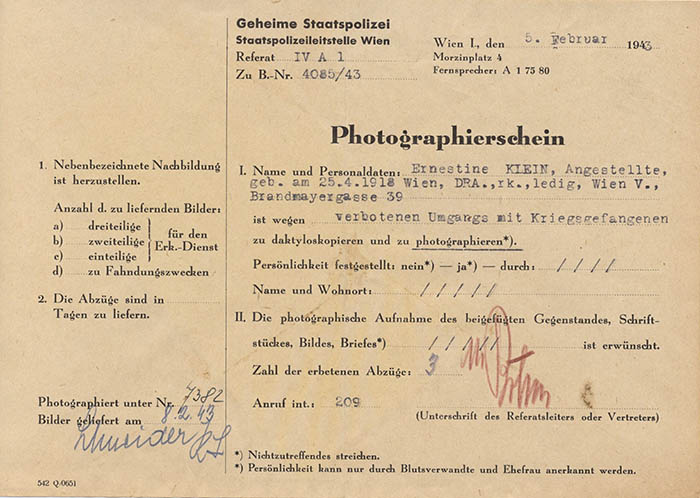 Geheime Staatspolizei
Staatspolizeileitstelle Wien
Referat IV A 1
Zu B.-Nr. 4085/43
Wien I., den 5. Februar 1943
Morzinplatz 4
Fernsprecher: A 1 75 80
Photographierschein
1. Nebenbezeichnete Nachbildung
ist herzustellen.
Anzahl d. zu liefernden Bilder:
a) dreiteilige
b) zweiteilige
c) einteilige
für den
Erk.-Dienst
d) zu Fahndungszwecken
2. Die Abzüge sind in
Tagen zu liefern.
Photographiert unter Nr. 7382
Bilder geliefert am 8.2.43
Schneider
I. Name und Personaldaten: Ernestine KLEIN, Angestellte,
geb. am 25.4.1918 Wien, DRA.,rk.,ledig, Wien V.,
Brandmayergasse 39
ist wegen verbotenen Umgangs mit Kriegsgefangenen
zu daktyloskopieren und zu photographieren*).
Persönlichkeit festgestellt: nein*) — ja*) — durch: / / / /
Name und Wohnort: / / / / /
II. Die photographische Aufnahme des beigefügten Gegenstandes, Schrift-
stückes, Bildes, Briefes*) / / / / / ist erwünscht.
Zahl der erbetenen Abzüge: 3
Anruf int.: 209
(Unterschrift des Referatsleiters oder Vertreters)
*) Nichtzutreffendes streichen.
*) Persönlichkeit kann nur durch Blutsverwandte und Ehefrau anerkannt werden.
542 Q-0651